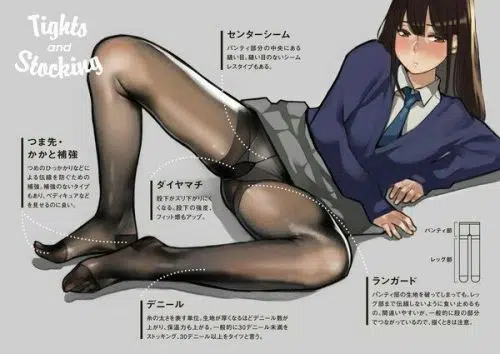 Tights
and
Stocking
センターシーム
パンティ部分の中央にある
縫い目。縫い目のないシーム
レスタイプもある。
つま先・
かかと補強
つめのひっかかりなどに
よる伝線を防ぐための
補強。補強のないタイプ
もあり、ペディキュアなど
を見せるのに良い。
ダイヤマチ
股下がズリ下がりにく
くなる。股下の強度、
フィット感もアップ。
デニール
糸の太さを表す単位。生地が厚くなるほどデニール数が
上がり、保温力も上がる。一般的に30デニール未満を
ストッキング、30デニール以上をタイツと言う。
ランガード
パンティ部の生地を破ってしまっても、レッ
グ部まで伝線しないように食い止めるも
の。間違いやすいが、一般的に股の部分
でつながっているので、描くときは注意。
パンティ部
レッグ部